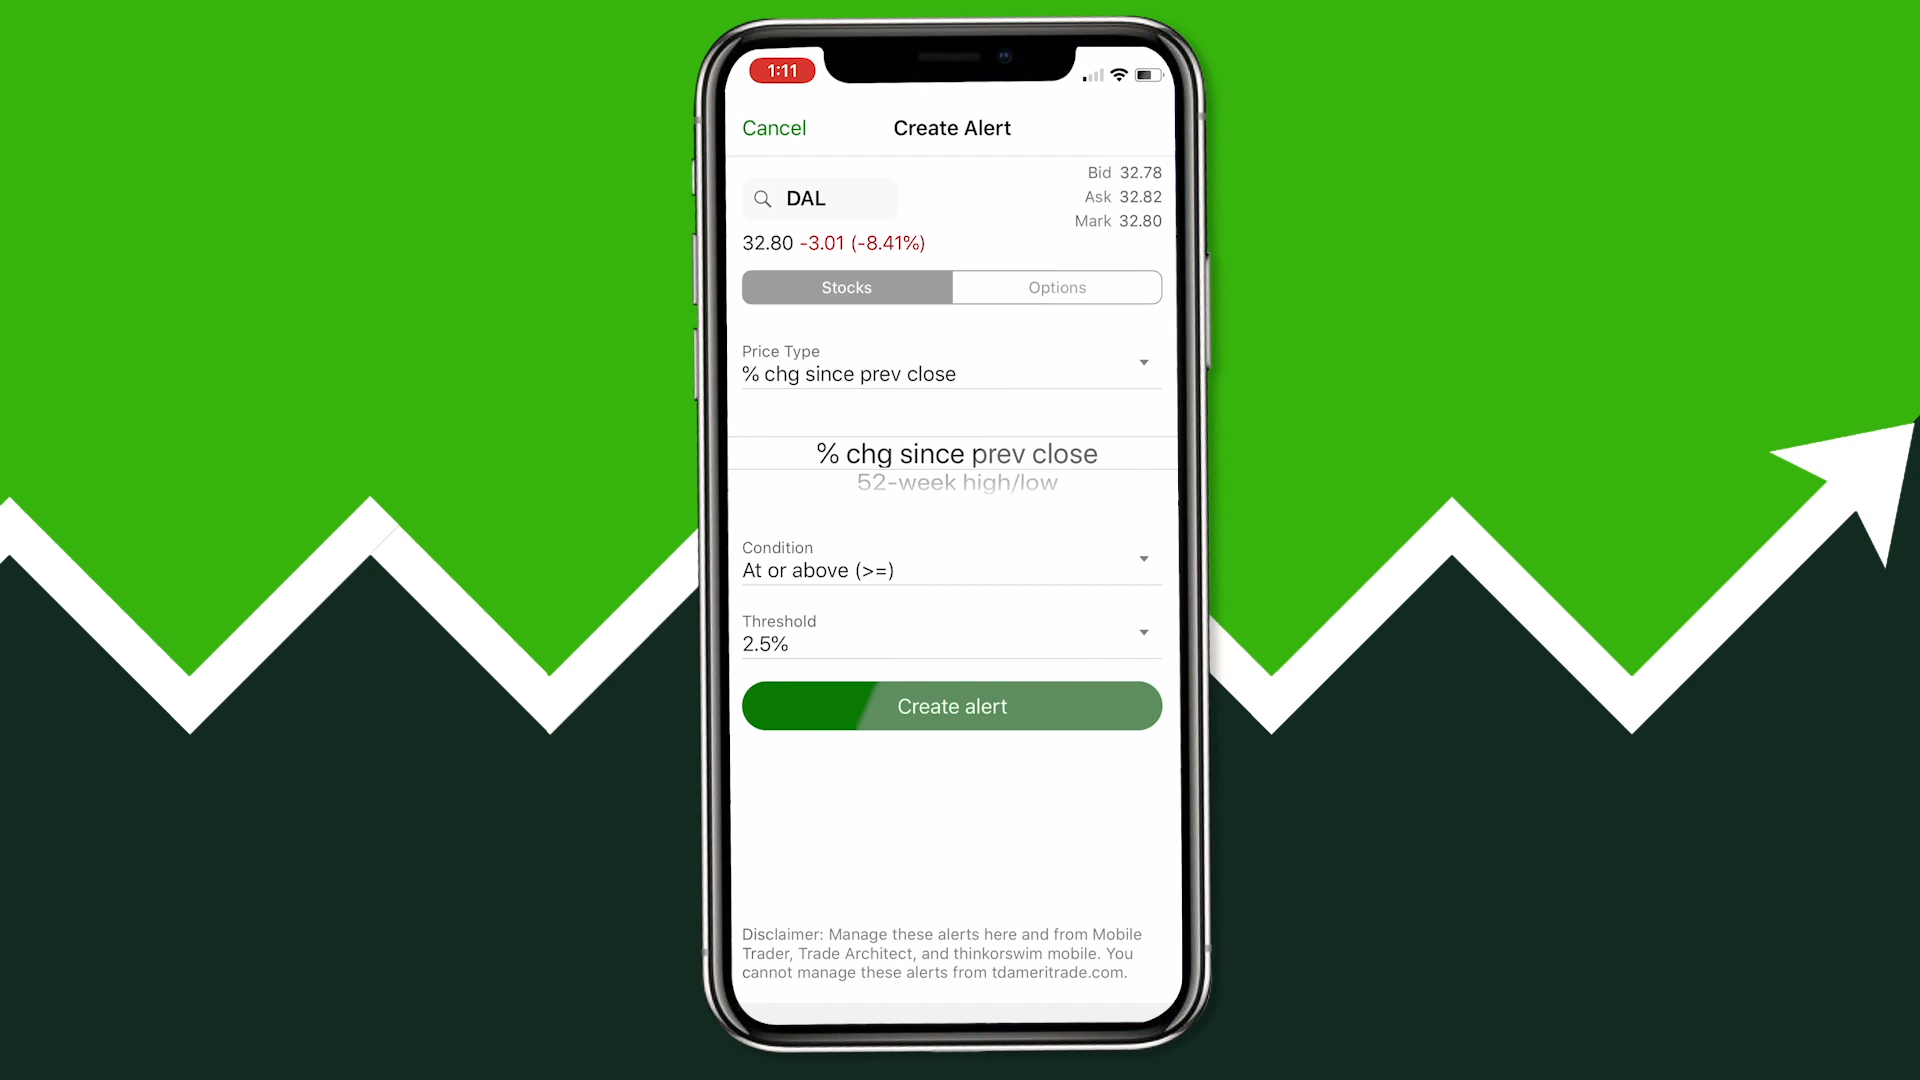 1:11
Cancel
Create Alert
Bid 32.78
DAL
Ask 32.82
Mark 32.80
32.80 -3.01 (-8.41%)
Stocks
Options
Price Type
% chg since prev close
% chg since prev close
52-week high/low
Condition
At or above (>=)
Threshold
2.5%
Create alert
Disclaimer: Manage these alerts here and from Mobile
Trader, Trade Architect, and thinkorswim mobile. You
cannot manage these alerts from tdameritrade.com.